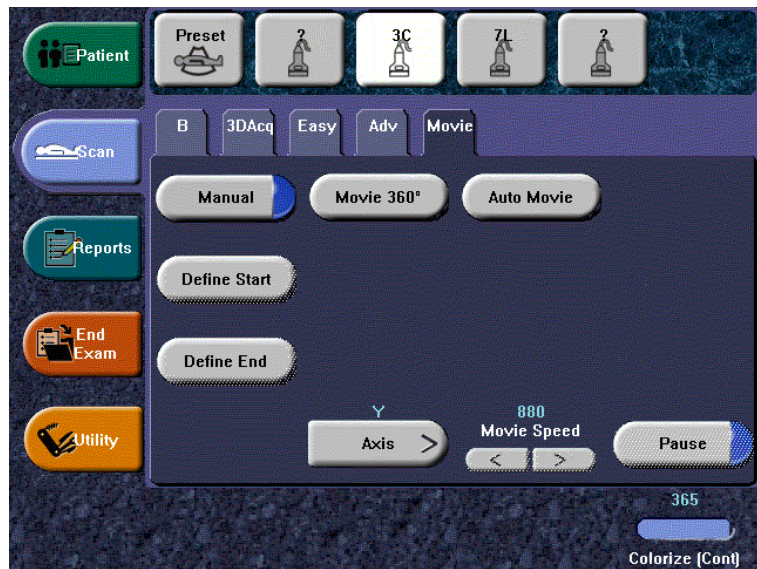 Patient
Preset
?
3C
7L
?
Scan
B
3DAcq
Easy
Adv
Movie
Manual
Movie 360°
Auto Movie
Reports
Define Start
End
Exam
Define End
Utility
Y
Axis >
880
Movie Speed
< >
Pause
365
Colorize (Cont)